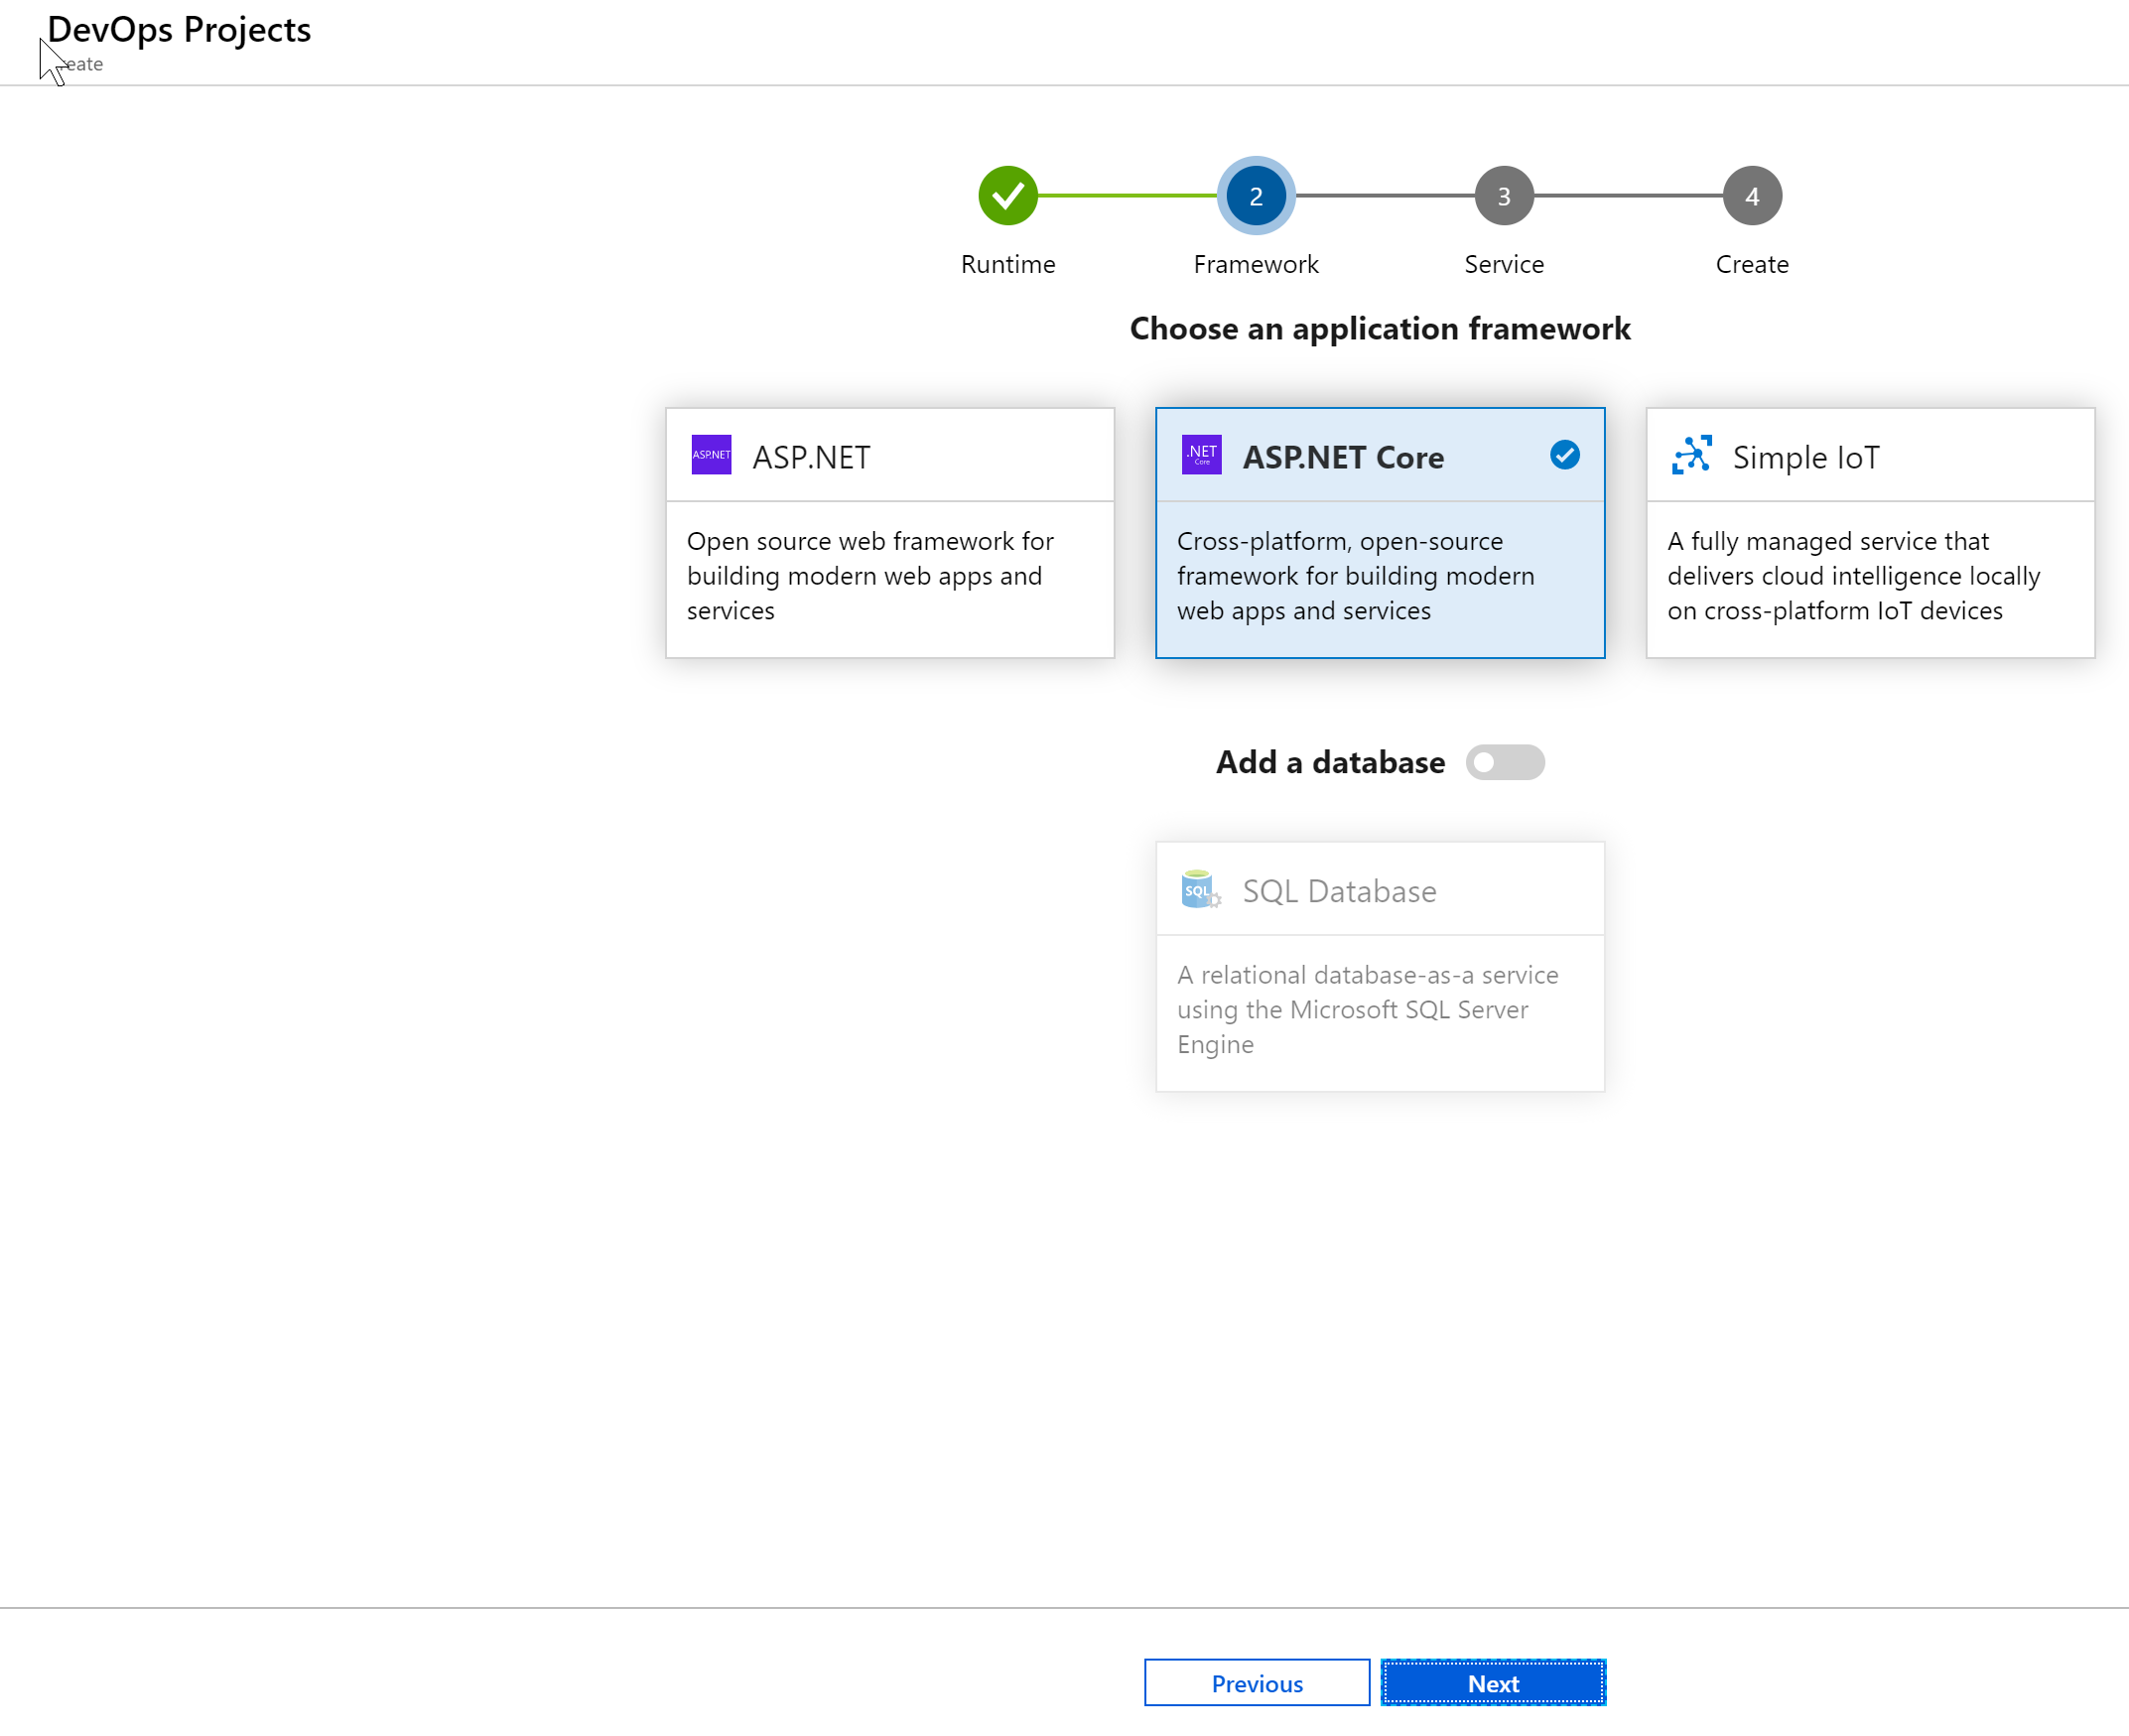 DevOps Projects
reate
2
3
4
Runtime
Framework
Service
Create
Choose an application framework
ASP.NET
ASP.NET
Open source web framework for
building modern web apps and
services
.NET
Core
ASP.NET Core
Cross-platform, open-source
framework for building modern
web apps and services
Simple IoT
A fully managed service that
delivers cloud intelligence locally
on cross-platform IoT devices
Add a database
SQL
SQL Database
A relational database-as-a service
using the Microsoft SQL Server
Engine
Previous
Next